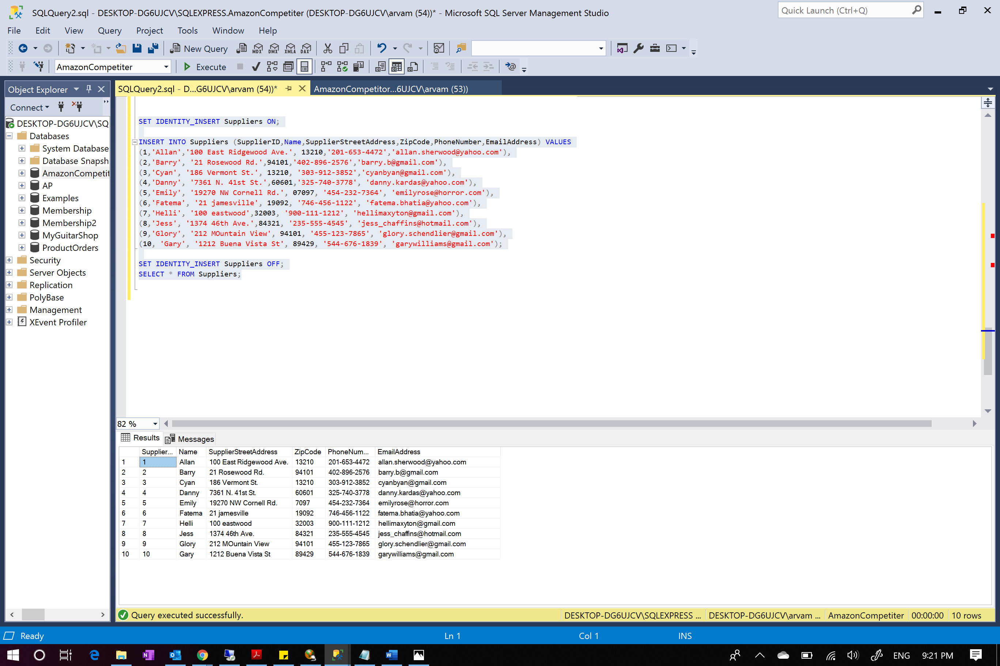 SQLQuery2.sql - DESKTOP-DG6UJCV\SQLEXPRESS.AmazonCompetiter (DESKTOP-DG6UJCV\arvam (54))* - Microsoft SQL Server Management Studio
Quick Launch (Ctrl+Q)
File Edit View Query Project Tools Window Help
New Query MDX DMX XMLA DAX
AmazonCompetiter Execute
Object Explorer
SQLQuery2.sql - D...G6UJCV\arvam (54))* AmazonCompetitor...6UJCV\arvam (53))
Connect
DESKTOP-DG6UJCV\SQ
Databases
System Database
Database Snapsh
AmazonCompetit
AP
Examples
Membership
Membership2
MyGuitarShop
ProductOrders
Security
Server Objects
Replication
PolyBase
Management
XEvent Profiler
SET IDENTITY_INSERT Suppliers ON;
INSERT INTO Suppliers (SupplierID,Name,SupplierStreetAddress,ZipCode,PhoneNumber,EmailAddress) VALUES
(1,'Allan','100 East Ridgewood Ave.', 13210,'201-653-4472','allan.sherwood@yahoo.com'),
(2,'Barry', '21 Rosewood Rd.',94101,'402-896-2576','barry.b@gmail.com'),
(3,'Cyan', '186 Vermont St.', 13210, '303-912-3852','cyanbyan@gmail.com'),
(4,'Danny', '7361 N. 41st St.',60601,'325-740-3778', 'danny.kardas@yahoo.com'),
(5,'Emily', '19270 NW Cornell Rd.', 07097, '454-232-7364', 'emilyrose@horror.com'),
(6,'Fatema', '21 jamesville', 19092, '746-456-1122', 'fatema.bhatia@yahoo.com'),
(7,'Helli', '100 eastwood',32003, '900-111-1212', 'hellimaxyton@gmail.com'),
(8,'Jess', '1374 46th Ave.',84321, '235-555-4545', 'jess_chaffins@hotmail.com'),
(9,'Glory', '212 MOuntain View', 94101, '455-123-7865', 'glory.schendlier@gmail.com'),
(10, 'Gary', '1212 Buena Vista St', 89429, '544-676-1839', 'garywilliams@gmail.com');
SET IDENTITY_INSERT Suppliers OFF;
SELECT * FROM Suppliers;
82 %
Results Messages
Supplier... Name SupplierStreetAddress ZipCode PhoneNum... EmailAddress
1 1 Allan 100 East Ridgewood Ave. 13210 201-653-4472 allan.sherwood@yahoo.com
2 2 Barry 21 Rosewood Rd. 94101 402-896-2576 barry.b@gmail.com
3 3 Cyan 186 Vermont St. 13210 303-912-3852 cyanbyan@gmail.com
4 4 Danny 7361 N. 41st St. 60601 325-740-3778 danny.kardas@yahoo.com
5 5 Emily 19270 NW Cornell Rd. 7097 454-232-7364 emilyrose@horror.com
6 6 Fatema 21 jamesville 19092 746-456-1122 fatema.bhatia@yahoo.com
7 7 Helli 100 eastwood 32003 900-111-1212 hellimaxyton@gmail.com
8 8 Jess 1374 46th Ave. 84321 235-555-4545 jess_chaffins@hotmail.com
9 9 Glory 212 MOuntain View 94101 455-123-7865 glory.schendlier@gmail.com
10 10 Gary 1212 Buena Vista St 89429 544-676-1839 garywilliams@gmail.com
Query executed successfully. DESKTOP-DG6UJCV\SQLEXPRESS ... DESKTOP-DG6UJCV\arvam ... AmazonCompetiter 00:00:00 10 rows
Ready Ln 1 Col 1 INS
ENG 9:21 PM